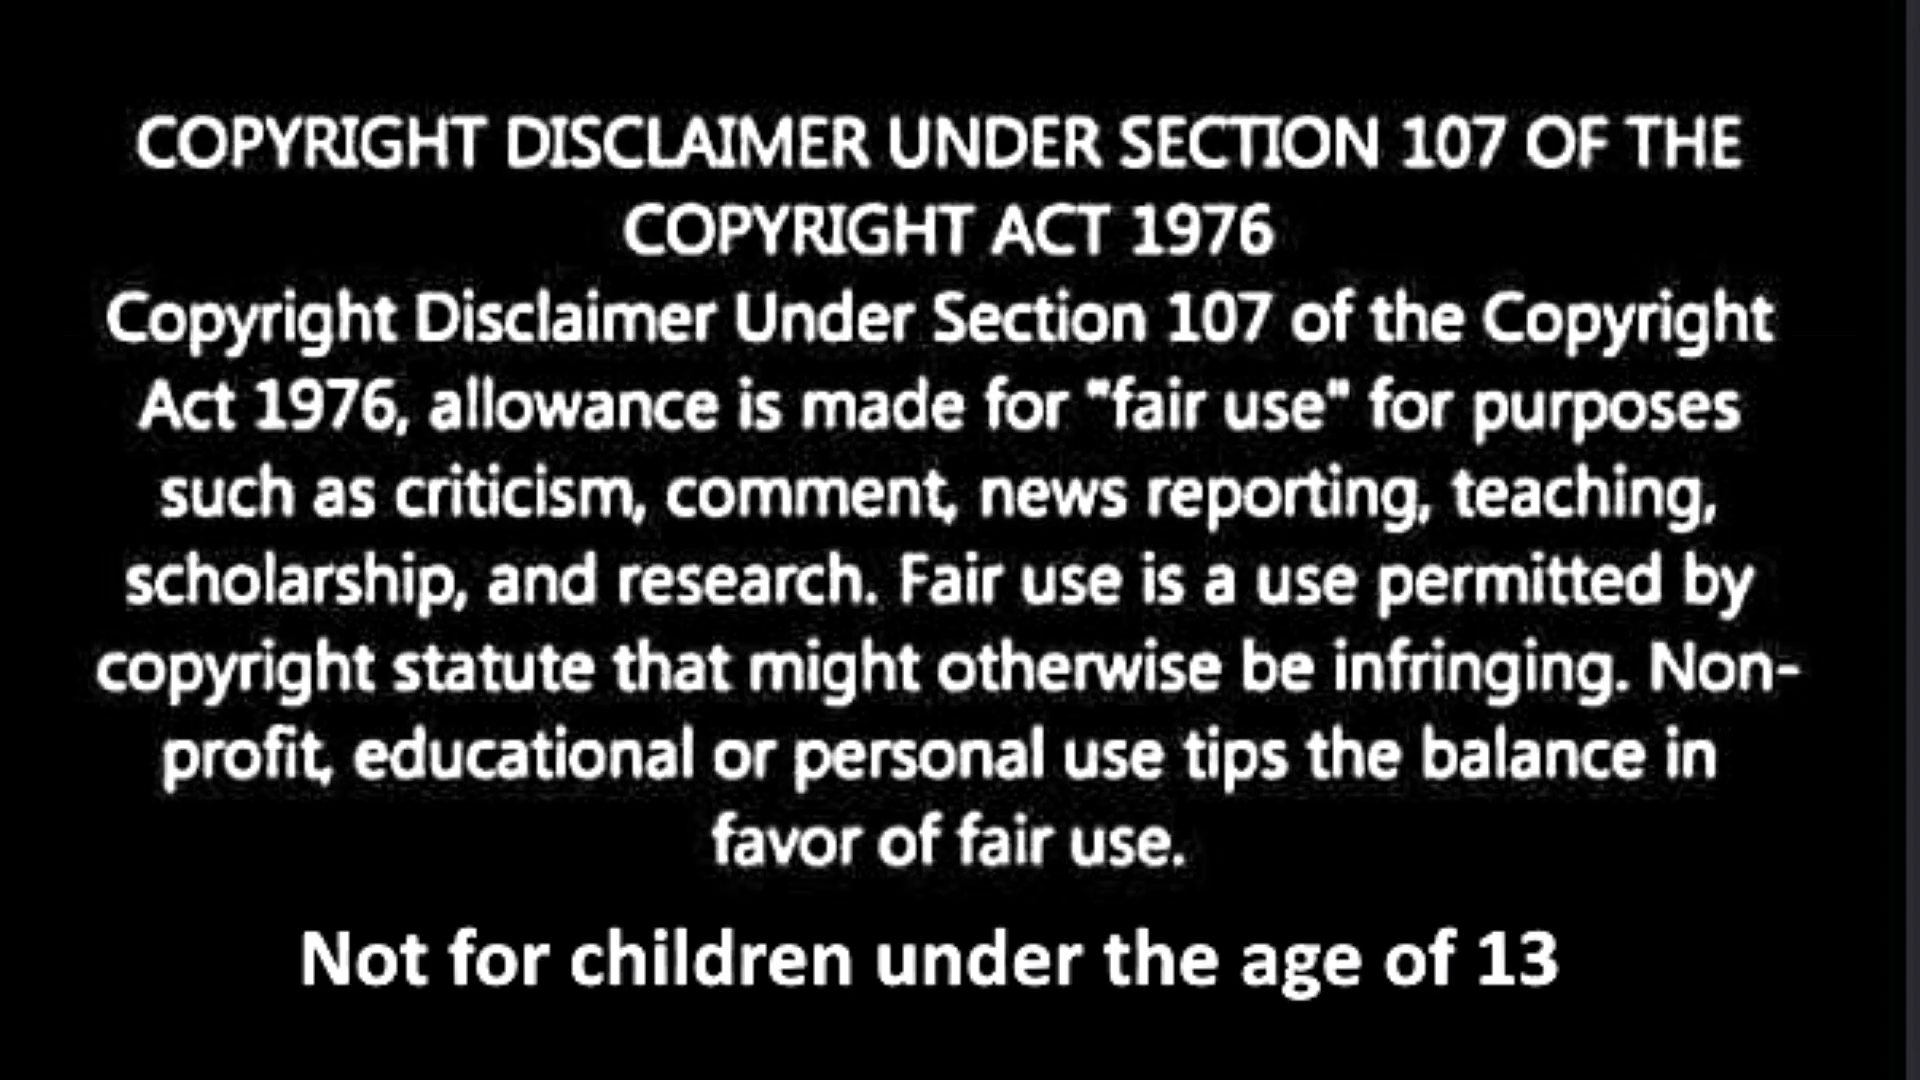 COPYRIGHT DISCLAIMER UNDER SECTION 107 OF THE
COPYRIGHT ACT 1976
Copyright Disclaimer Under Section 107 of the Copyright
Act 1976, allowance is made for "fair use" for purposes
such as criticism, comment, news reporting, teaching,
scholarship, and research. Fair use is a use permitted by
copyright statute that might otherwise be infringing. Non-
profit, educational or personal use tips the balance in
favor of fair use.
Not for children under the age of 13